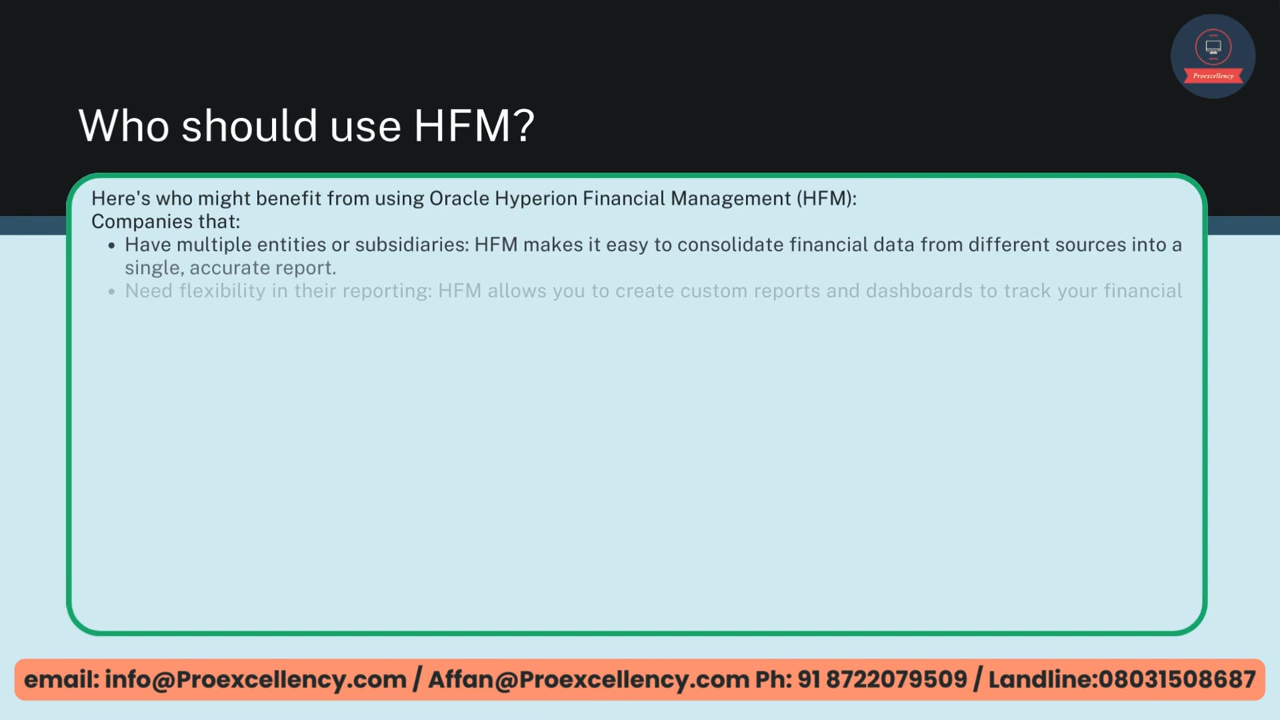 Proexcellency
Who should use HFM?
Here's who might benefit from using Oracle Hyperion Financial Management (HFM):
Companies that:
• Have multiple entities or subsidiaries: HFM makes it easy to consolidate financial data from different sources into a
single, accurate report.
• Need flexibility in their reporting: HFM allows you to create custom reports and dashboards to track your financial
email: info@Proexcellency.com / Affan@Proexcellency.com Ph: 91 8722079509 / Landline:08031508687